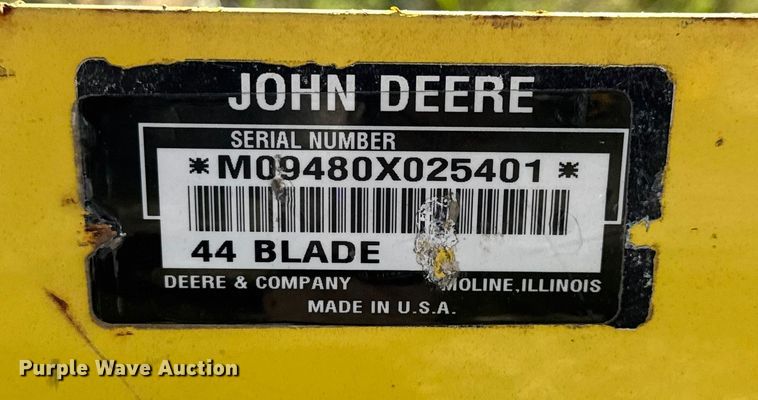 JOHN DEERE
SERIAL NUMBER
*M09480X025401*
44 BLADE
DEERE & COMPANY MOLINE, ILLINOIS
MADE IN U.S.A.
Purple Wave Auction